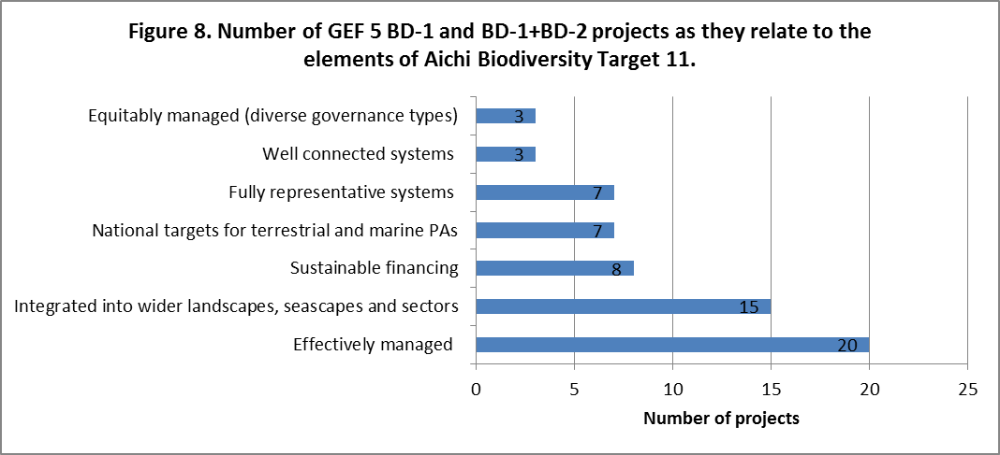 Figure 8. Number of GEF 5 BD-1 and BD-1+BD-2 projects as they relate to the
elements of Aichi Biodiversity Target 11.
Equitably managed (diverse governance types)
3
Well connected systems
3
Fully representative systems
7
National targets for terrestrial and marine PAs
7
Sustainable financing
8
Integrated into wider landscapes, seascapes and sectors
15
Effectively managed
20
0 5 10 15 20 25
Number of projects